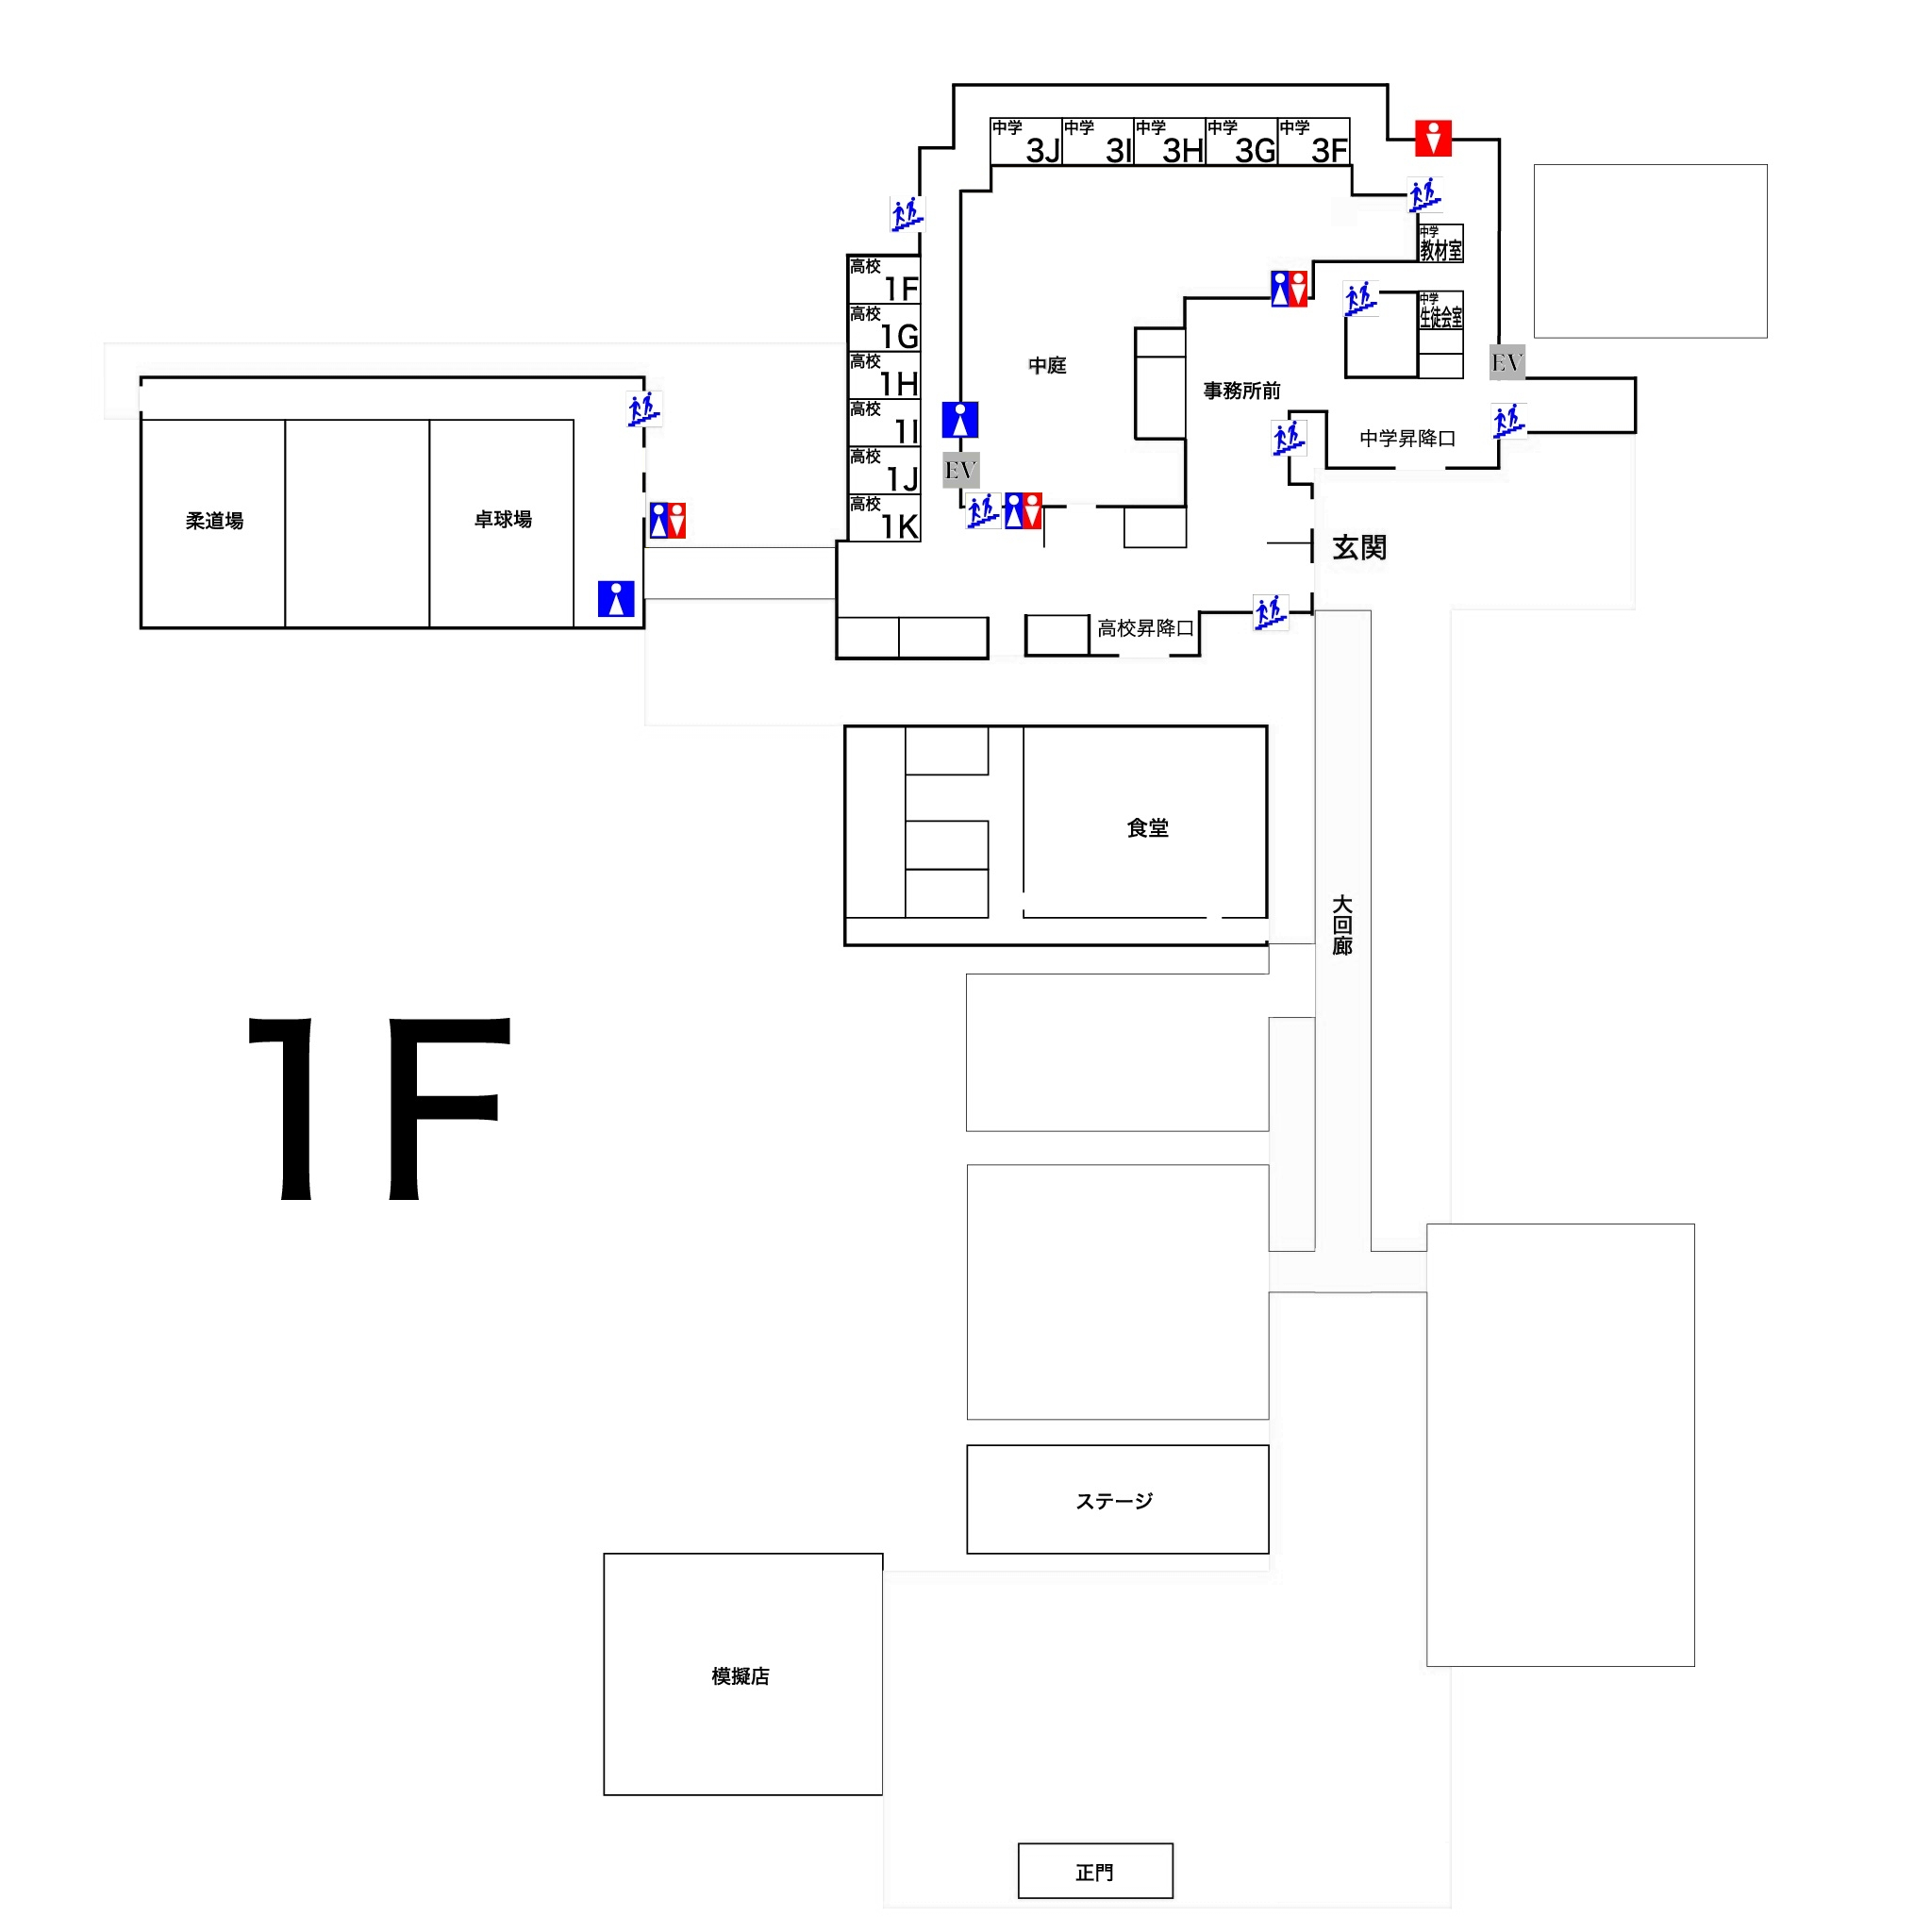 中学
3J
中学
3I
中学
3H
中学
3G
中学
3F
中学
教材室
高校
1F
中学
生徒会室
高校
1G
高校
1H
中庭
EV
事務所前
高校
1I
中学昇降口
高校
1J
EV
高校
1K
柔道場
卓球場
玄関
高校昇降口
食堂
大回廊
1F
ステージ
模擬店
正門